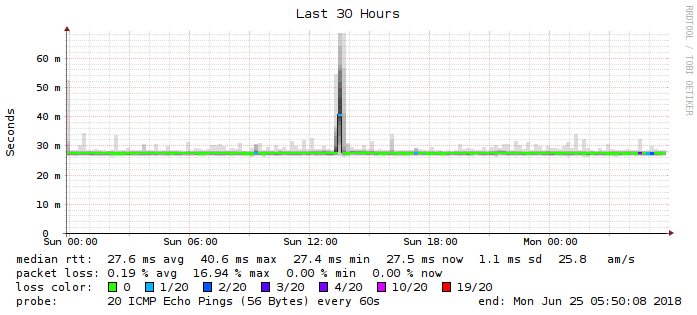 Last 30 Hours
RRDTOOL / TOBI OETIKER
Seconds
60 m
50 m
40 m
30 m
20 m
10 m
0
Sun 00:00 Sun 06:00 Sun 12:00 Sun 18:00 Mon 00:00
median rtt: 27.6 ms avg 40.6 ms max 27.4 ms min 27.5 ms now 1.1 ms sd 25.8 am/s
packet loss: 0.19 % avg 16.94 % max 0.00 % min 0.00 % now
loss color: 0 1/20 2/20 3/20 4/20 10/20 19/20
probe: 20 ICMP Echo Pings (56 Bytes) every 60s end: Mon Jun 25 05:50:08 2018